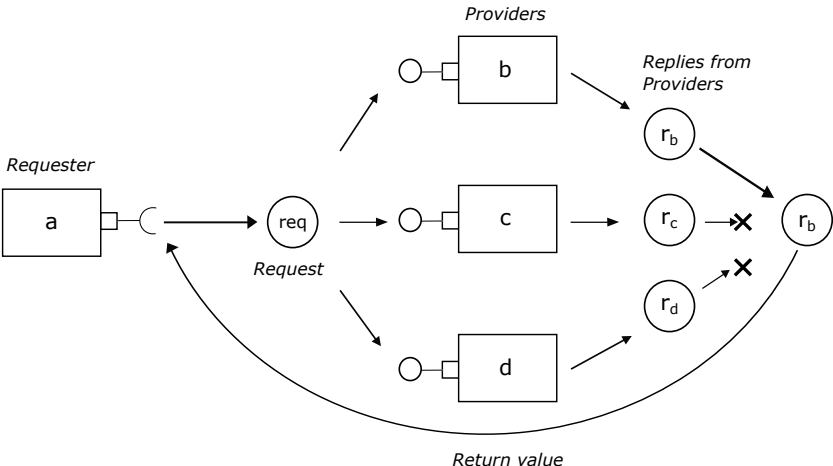 Providers
b
Replies from
Providers
r_b
Requester
a
req
Request
c
r_c
r_b
r_d
d
Return value